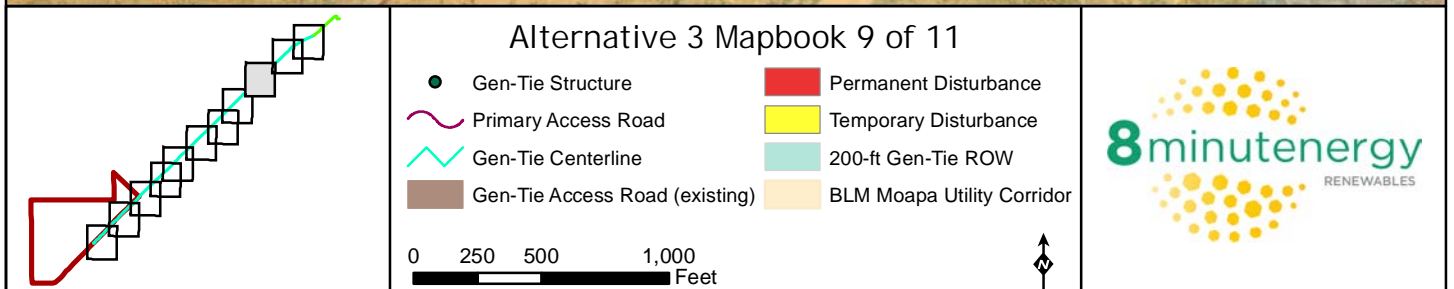 Alternative 3 Mapbook 9 of 11
Gen-Tie Structure
Primary Access Road
Gen-Tie Centerline
Gen-Tie Access Road (existing)
Permanent Disturbance
Temporary Disturbance
200-ft Gen-Tie ROW
BLM Moapa Utility Corridor
0 250 500 1,000
Feet
N
8minutenergy
RENEWABLES